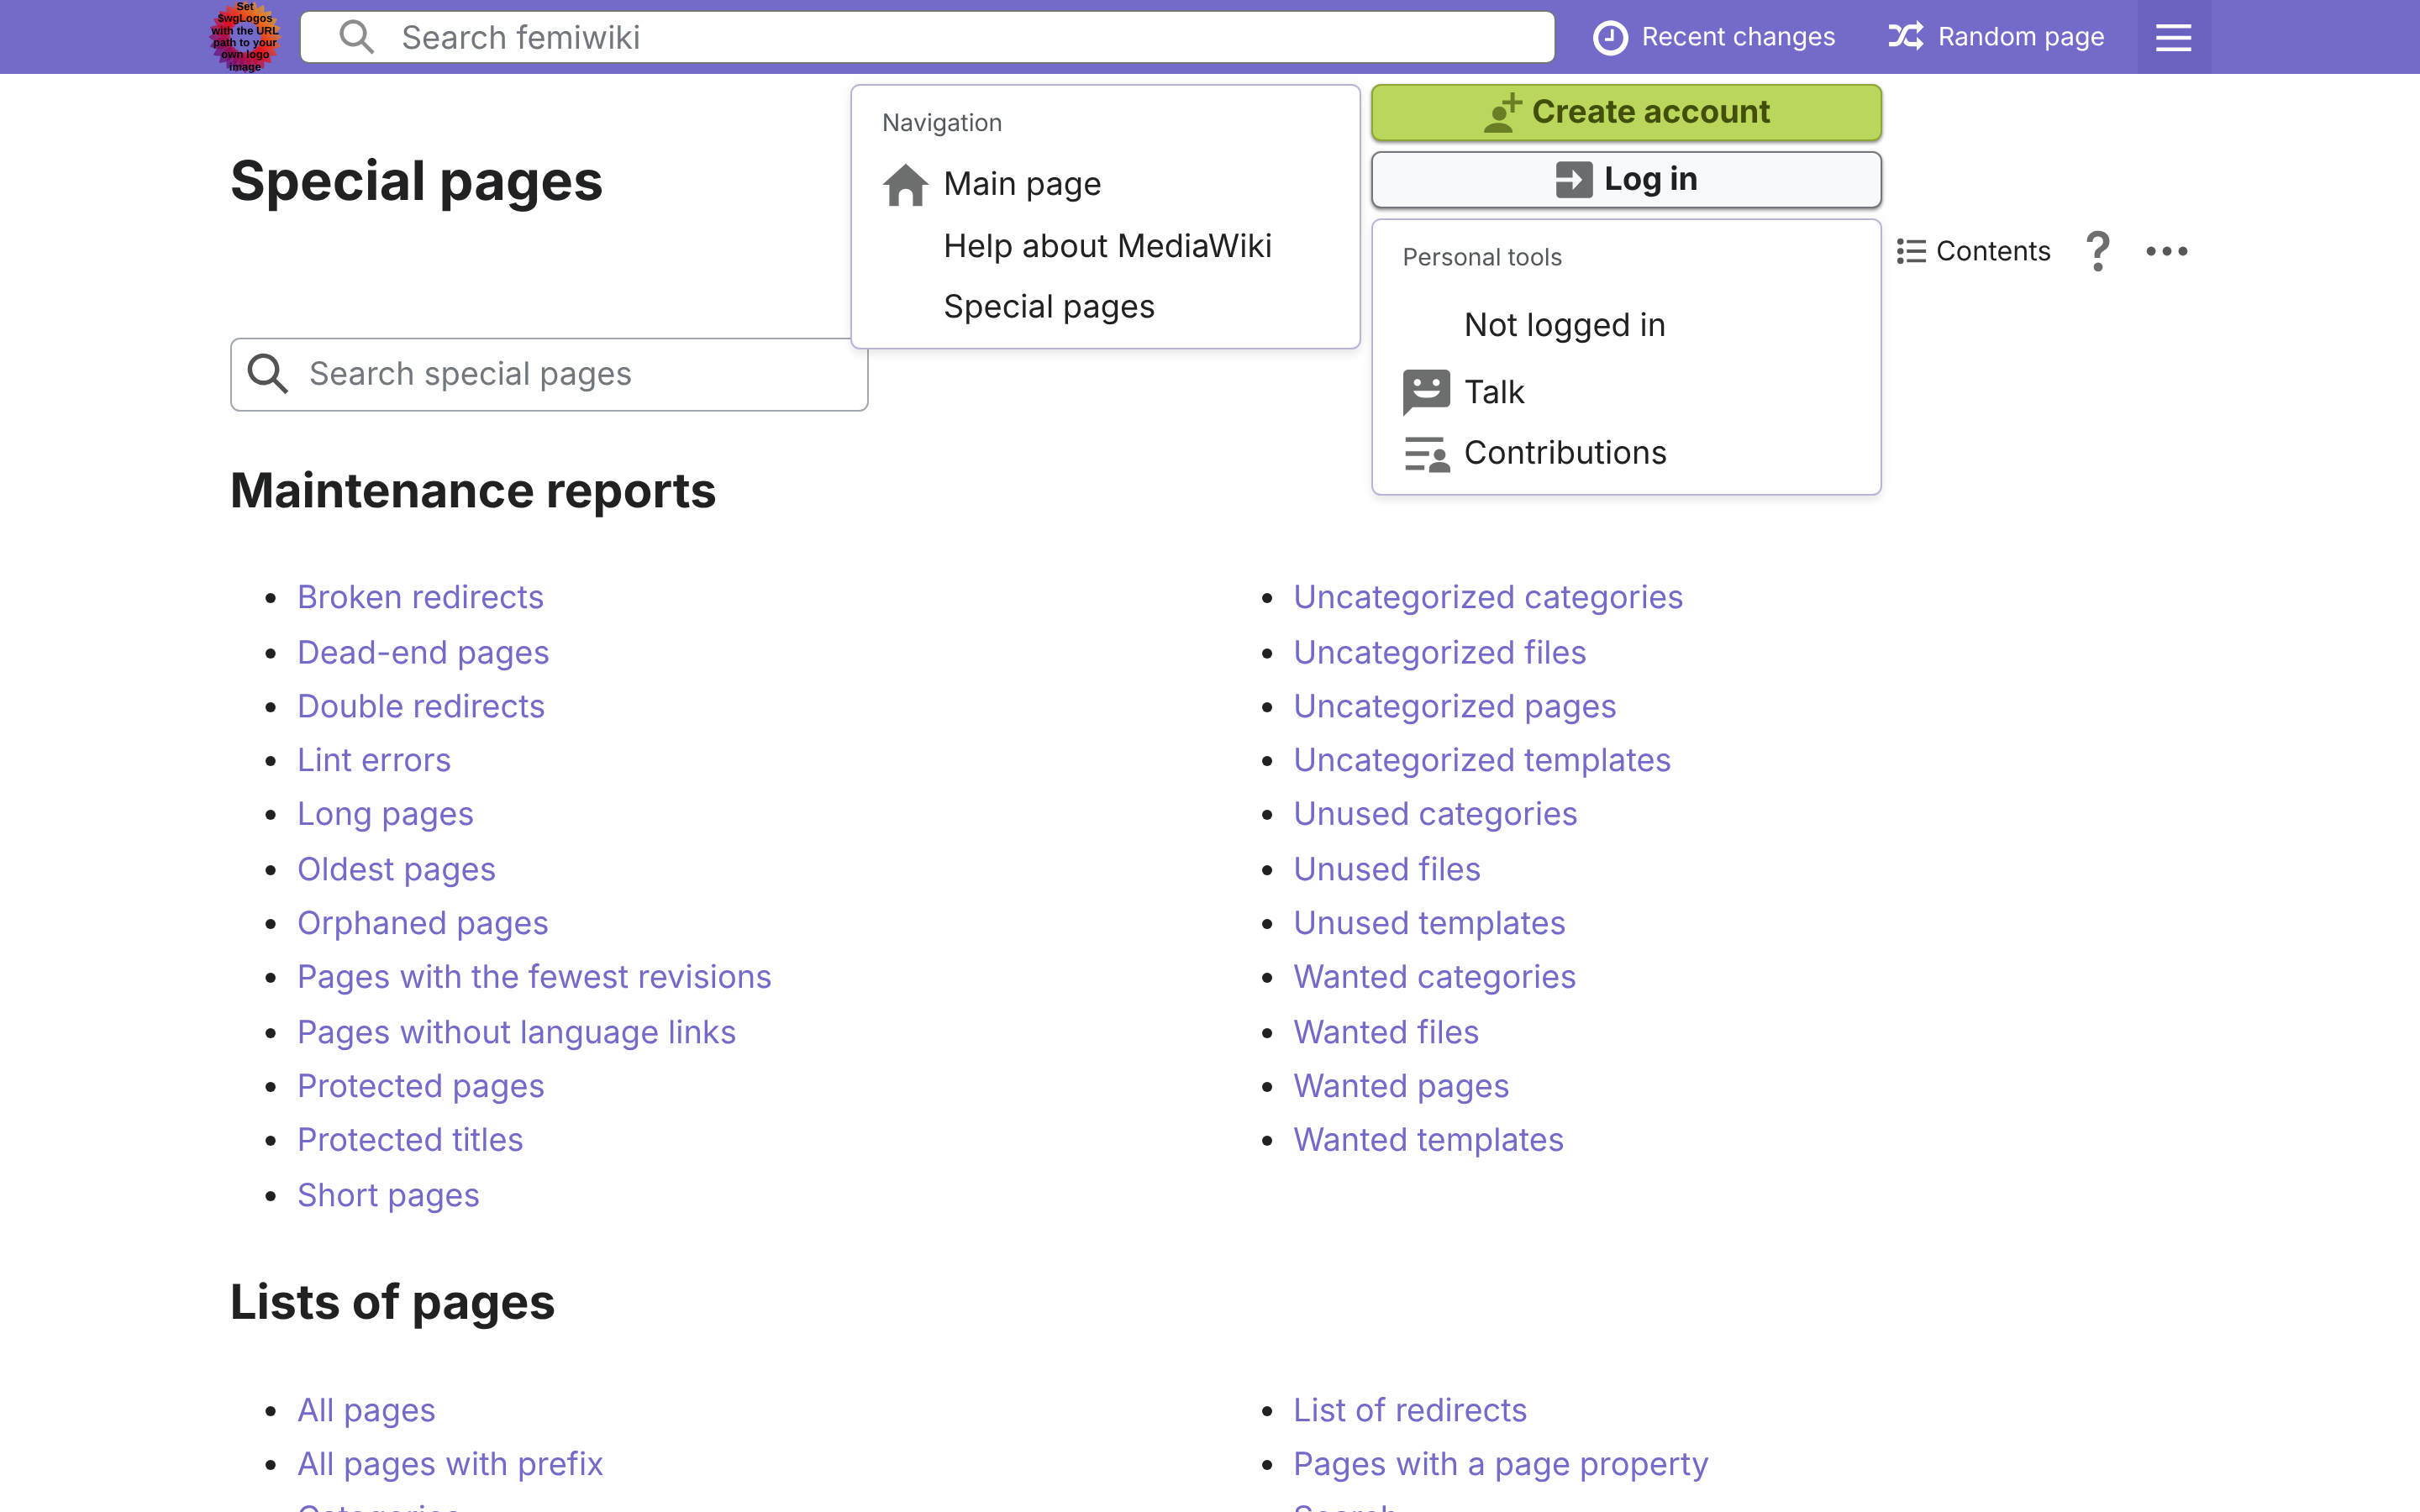 Set
$wgLogos
with the URL
path to your
own logo
image
Search femiwiki
Recent changes
Random page
Navigation
Main page
Help about MediaWiki
Special pages
Create account
Log in
Personal tools
Not logged in
Talk
Contributions
Special pages
Contents
Search special pages
Maintenance reports
Broken redirects
Dead-end pages
Double redirects
Lint errors
Long pages
Oldest pages
Orphaned pages
Pages with the fewest revisions
Pages without language links
Protected pages
Protected titles
Short pages
Uncategorized categories
Uncategorized files
Uncategorized pages
Uncategorized templates
Unused categories
Unused files
Unused templates
Wanted categories
Wanted files
Wanted pages
Wanted templates
Lists of pages
All pages
All pages with prefix
Categories
List of redirects
Pages with a page property
Search